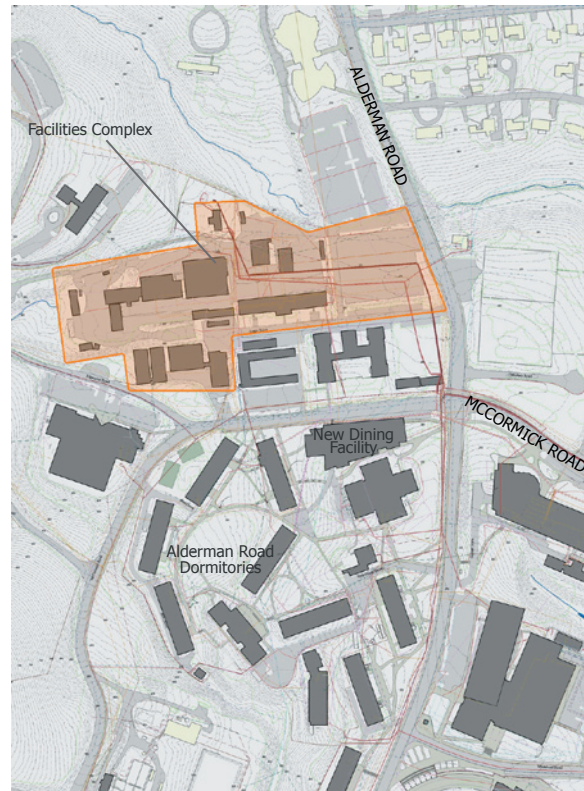 ALDERMAN ROAD
Facilities Complex
MCCORMICK ROAD
New Dining
Facility
Alderman Road
Dormitories